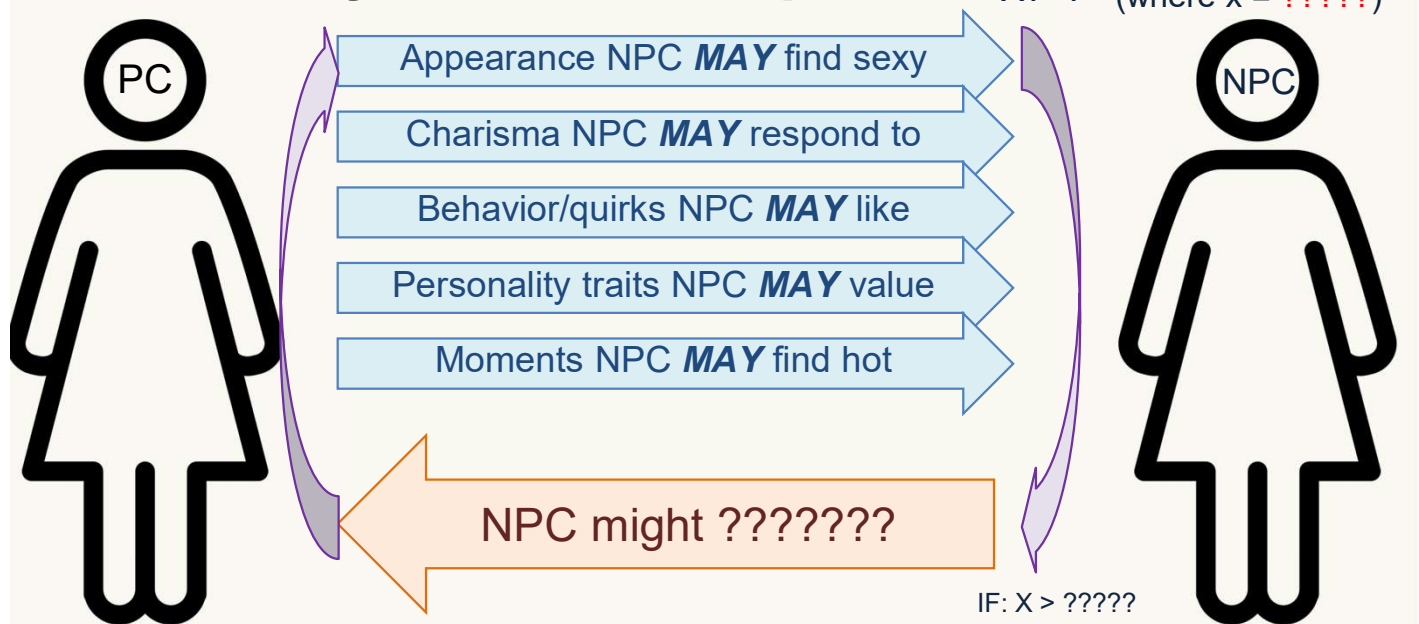 (where x = ?????)
PC
NPC
Appearance NPC MAY find sexy
Charisma NPC MAY respond to
Behavior/quirks NPC MAY like
Personality traits NPC MAY value
Moments NPC MAY find hot
NPC might ???????
IF: X > ?????